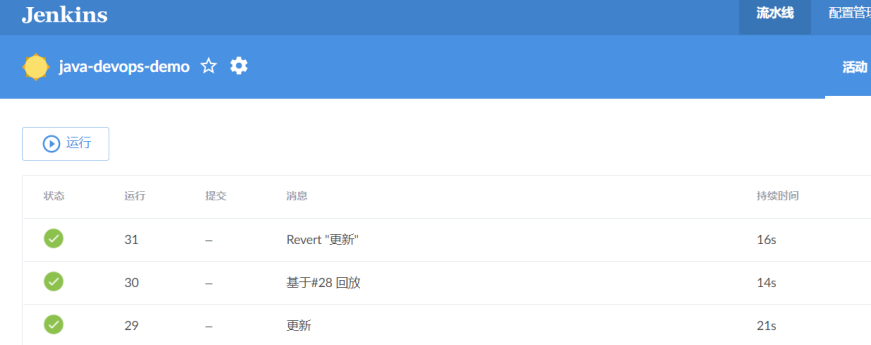 Jenkins 流水线 配置管理
java-devops-demo 活动
运行
状态 运行 提交 消息 持续时间
31 – Revert "更新" 16s
30 – 基于#28 回放 14s
29 – 更新 21s